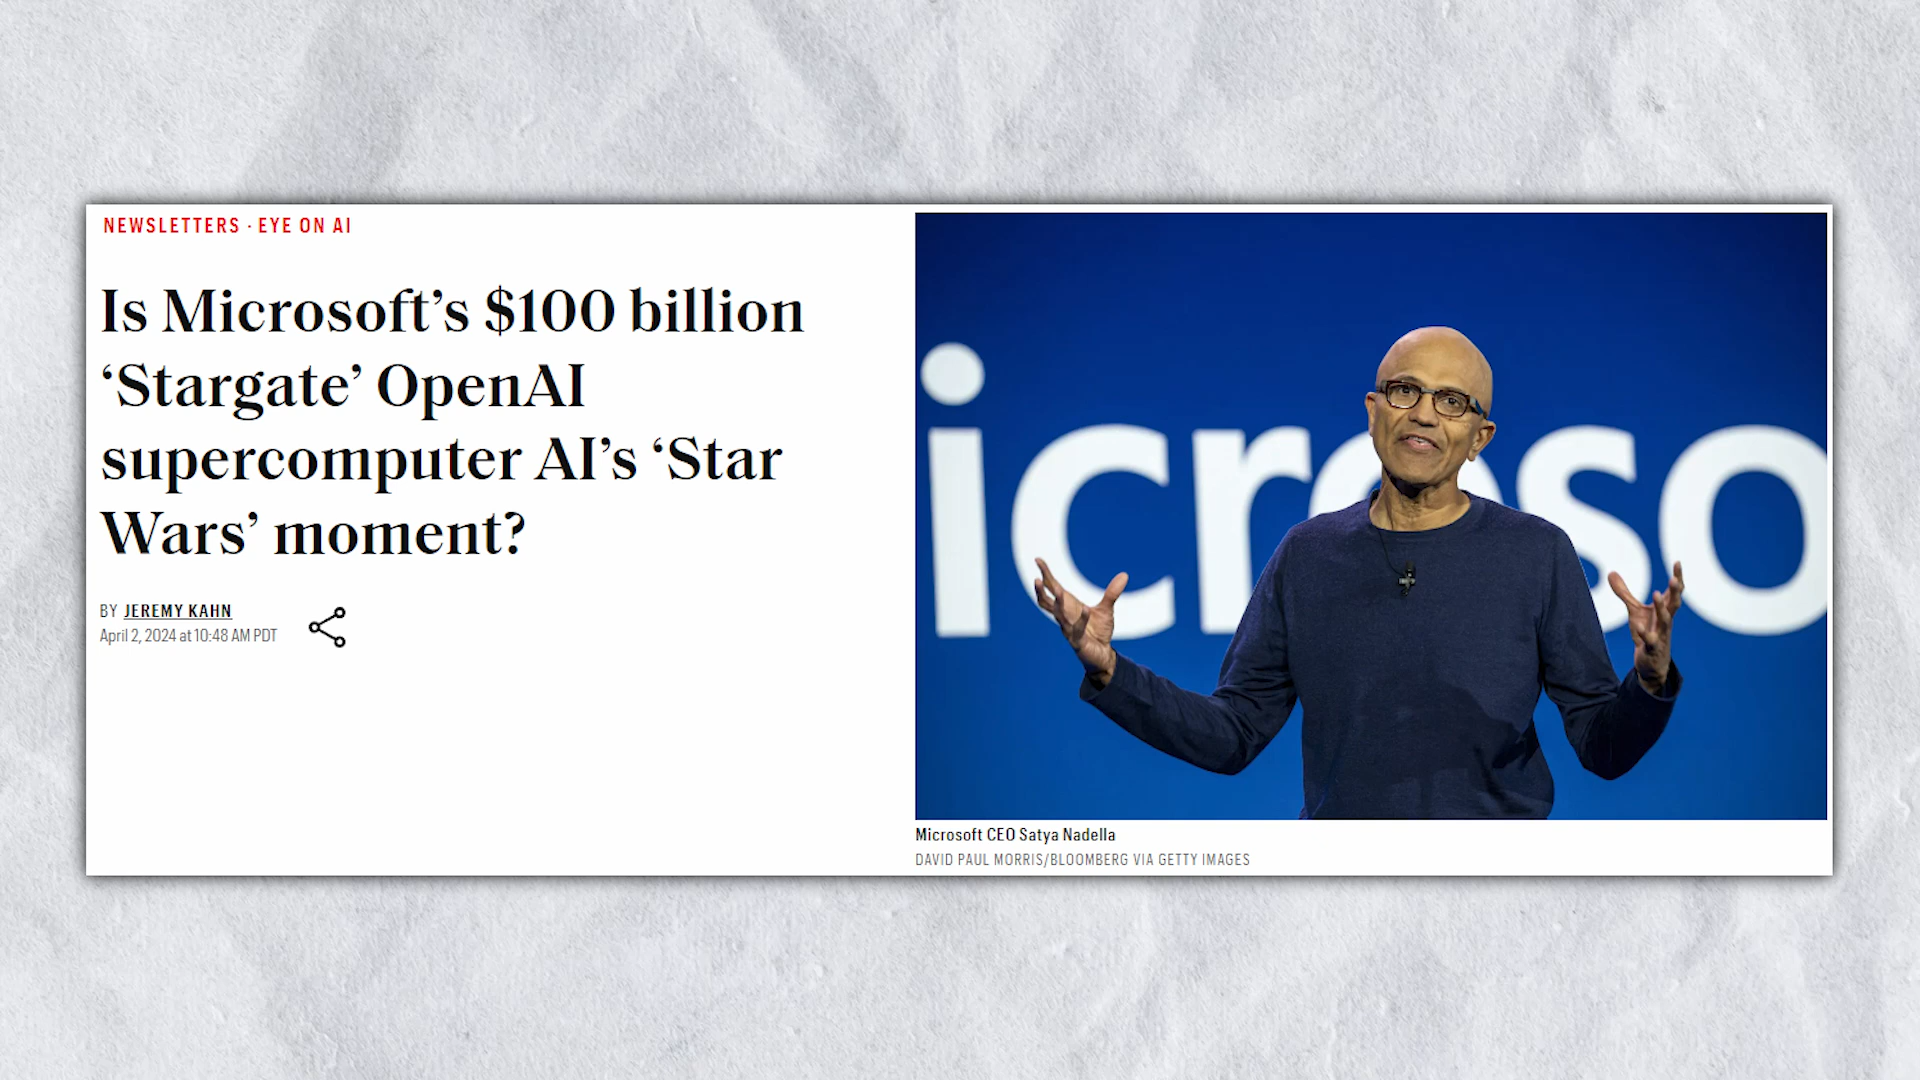 NEWSLETTERS · EYE ON AI
Is Microsoft’s $100 billion
‘Stargate’ OpenAI
supercomputer AI’s ‘Star
Wars’ moment?
BY JEREMY KAHN
April 2, 2024 at 10:48 AM PDT
icroso
Microsoft CEO Satya Nadella
DAVID PAUL MORRIS/BLOOMBERG VIA GETTY IMAGES